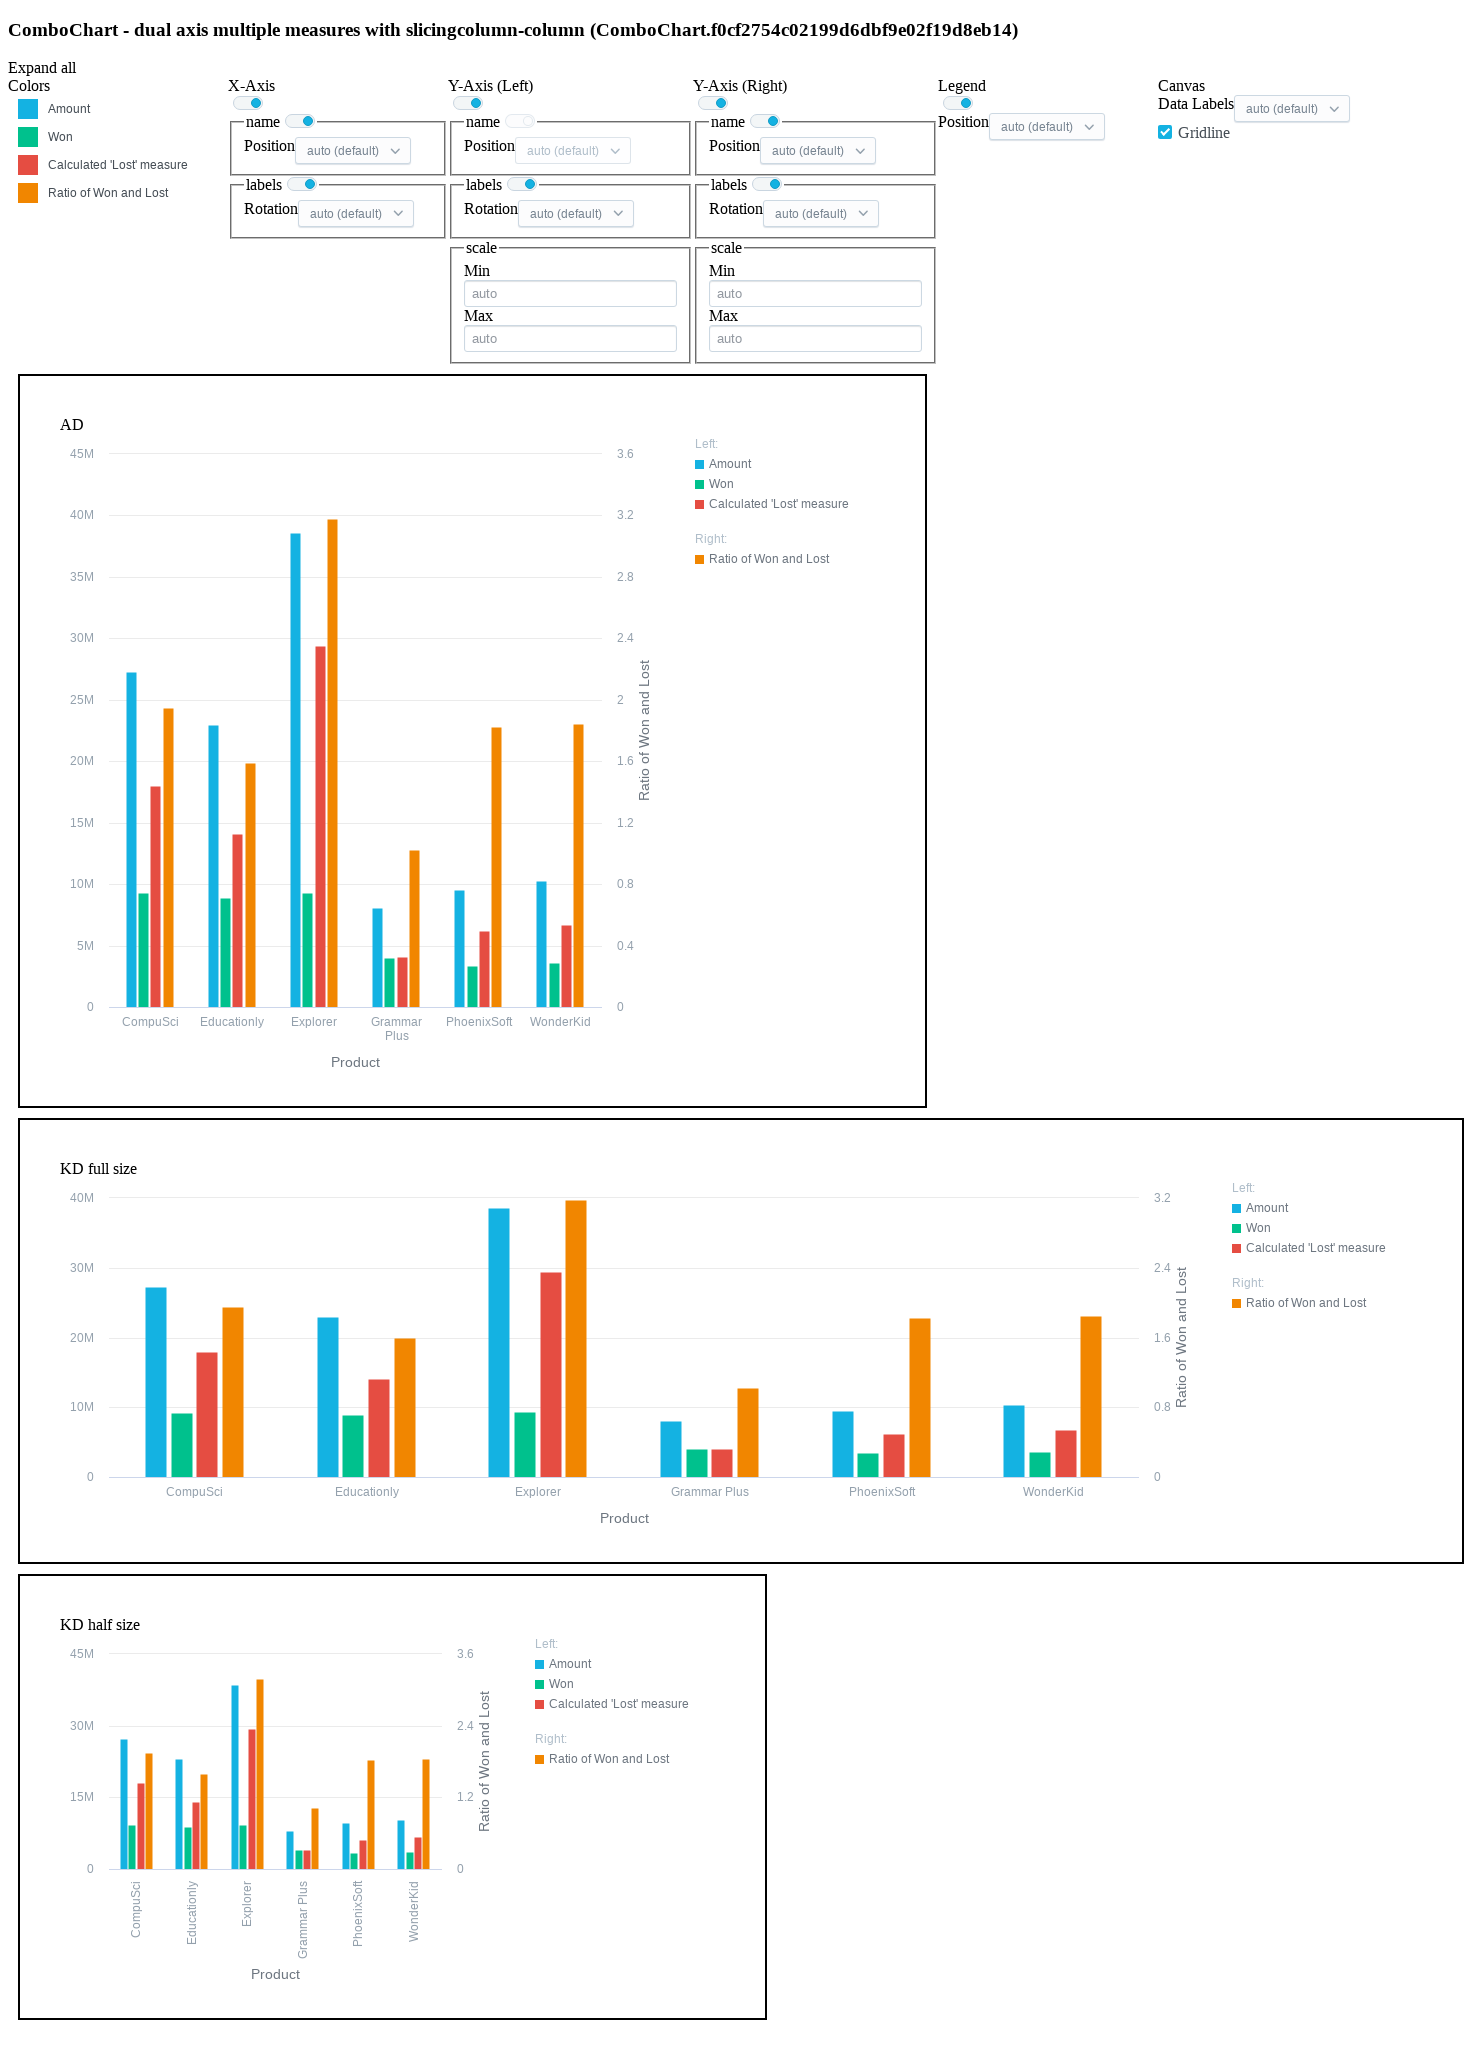 ComboChart - dual axis multiple measures with slicingcolumn-column (ComboChart.f0cf2754c02199d6dbf9e02f19d8eb14)
Expand all
Colors
Amount
Won
Calculated 'Lost' measure
Ratio of Won and Lost
X-Axis
name
Position auto (default)
labels
Rotation auto (default)
Y-Axis (Left)
name
Position auto (default)
labels
Rotation auto (default)
scale
Min
auto
Max
auto
Y-Axis (Right)
name
Position auto (default)
labels
Rotation auto (default)
scale
Min
auto
Max
auto
Legend
Position auto (default)
Canvas
Data Labels auto (default)
Gridline
AD
45M
40M
35M
30M
25M
20M
15M
10M
5M
0
3.6
3.2
2.8
2.4
2
1.6
1.2
0.8
0.4
0
Ratio of Won and Lost
CompuSci
Educationly
Explorer
Grammar
Plus
PhoenixSoft
WonderKid
Product
Left:
Amount
Won
Calculated 'Lost' measure
Right:
Ratio of Won and Lost
KD full size
40M
30M
20M
10M
0
3.2
2.4
1.6
0.8
0
Ratio of Won and Lost
CompuSci
Educationly
Explorer
Grammar Plus
PhoenixSoft
WonderKid
Product
Left:
Amount
Won
Calculated 'Lost' measure
Right:
Ratio of Won and Lost
KD half size
45M
30M
15M
0
3.6
2.4
1.2
0
Ratio of Won and Lost
CompuSci
Educationly
Explorer
Grammar Plus
PhoenixSoft
WonderKid
Product
Left:
Amount
Won
Calculated 'Lost' measure
Right:
Ratio of Won and Lost